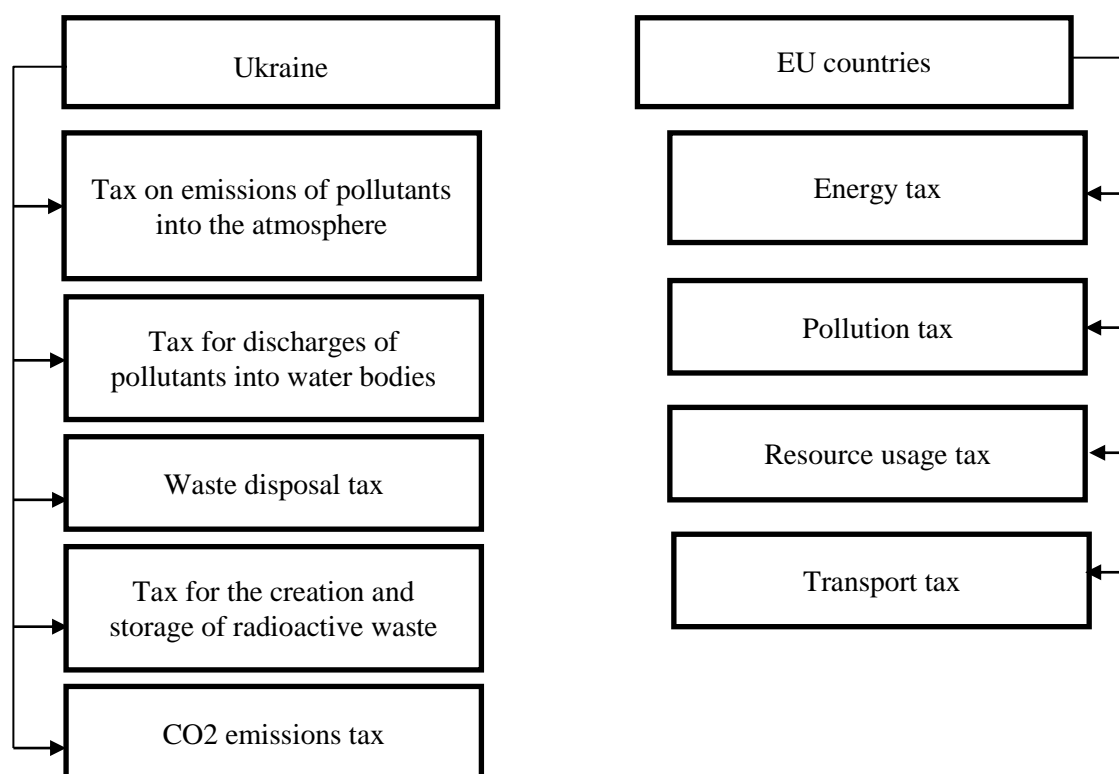 Ukraine
Tax on emissions of pollutants
into the atmosphere
Tax for discharges of
pollutants into water bodies
Waste disposal tax
Tax for the creation and
storage of radioactive waste
CO2 emissions tax
EU countries
Energy tax
Pollution tax
Resource usage tax
Transport tax